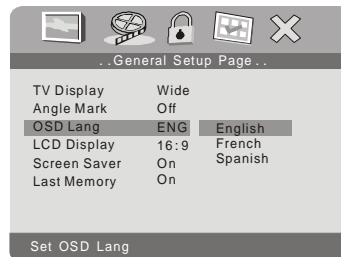 ..General Setup Page..
TV Display Wide
Angle Mark Off
OSD Lang ENG English
LCD Display 16:9 French
Screen Saver On Spanish
Last Memory On
Set OSD Lang